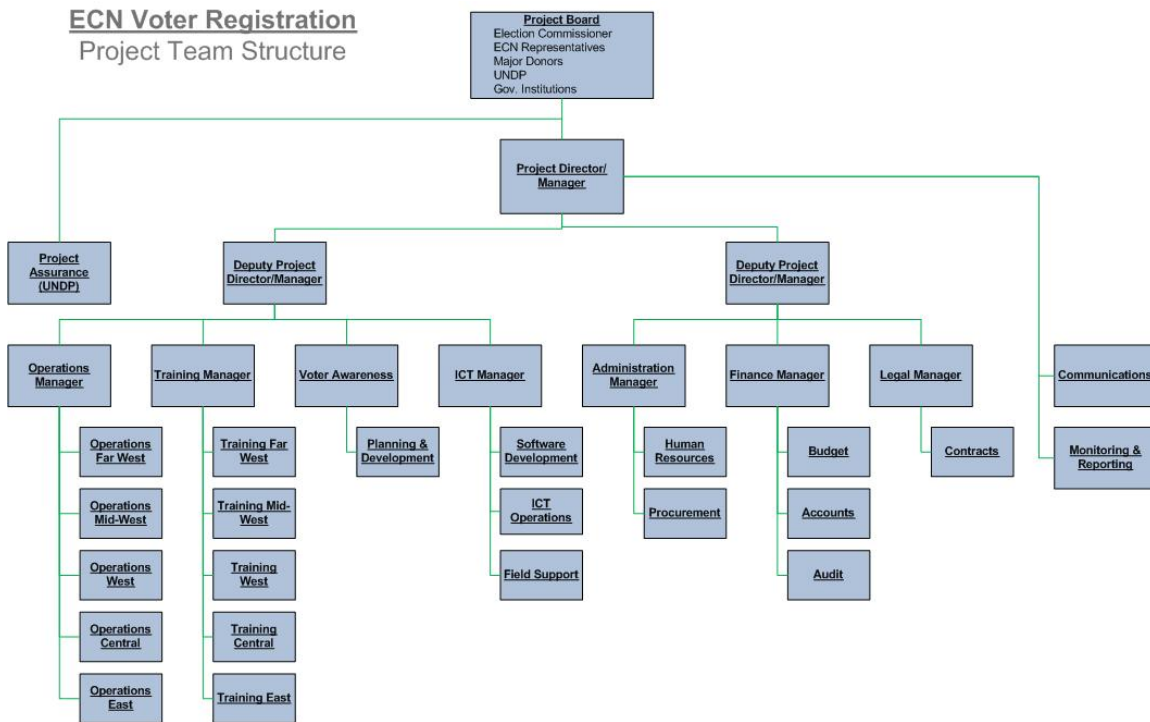 ECN Voter Registration
Project Team Structure
Project Board
Election Commissioner
ECN Representatives
Major Donors
UNDP
Gov. Institutions
Project Director/
Manager
Project
Assurance
(UNDP)
Deputy Project
Director/Manager
Deputy Project
Director/Manager
Operations
Manager
Training Manager
Voter Awareness
ICT Manager
Administration
Manager
Finance Manager
Legal Manager
Communications
Operations
Far West
Training Far
West
Planning &
Development
Software
Development
Human
Resources
Budget
Contracts
Monitoring &
Reporting
Operations
Mid-West
Training Mid-
West
ICT
Operations
Procurement
Accounts
Operations
West
Training
West
Field Support
Audit
Operations
Central
Training
Central
Operations
East
Training East